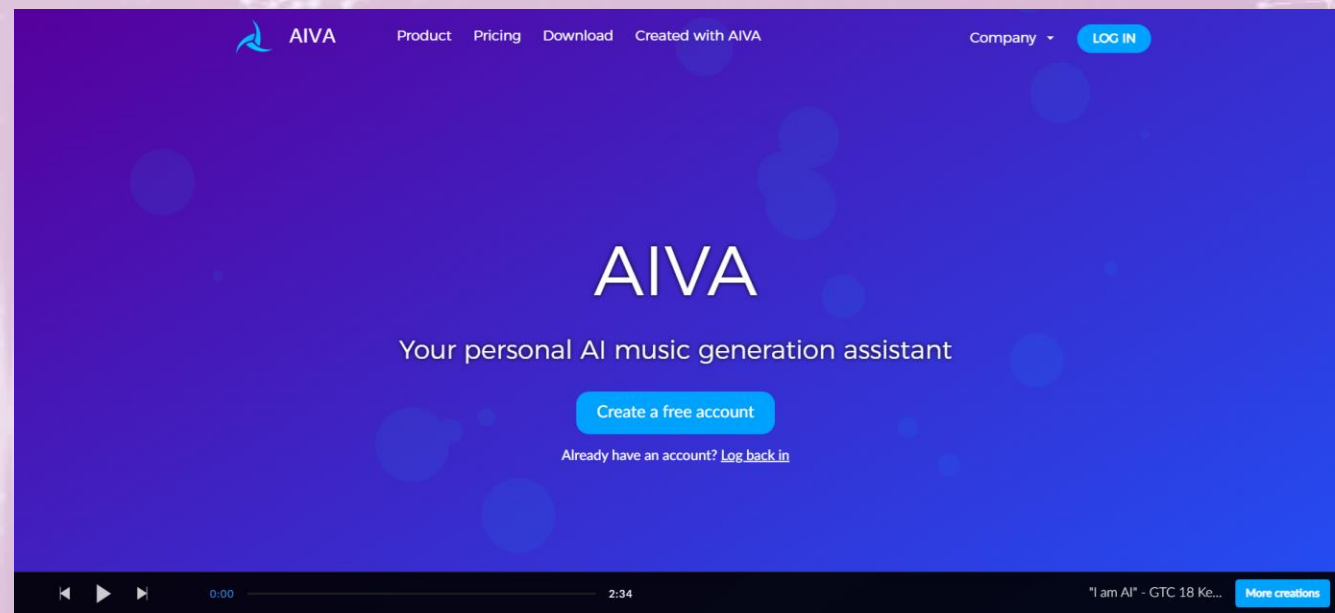 AIVA Product Pricing Download Created with AIVA Company LOG IN
AIVA
Your personal AI music generation assistant
Create a free account
Already have an account? Log back in
0:00 2:34 "I am AI" - GTC 18 Ke... More creations